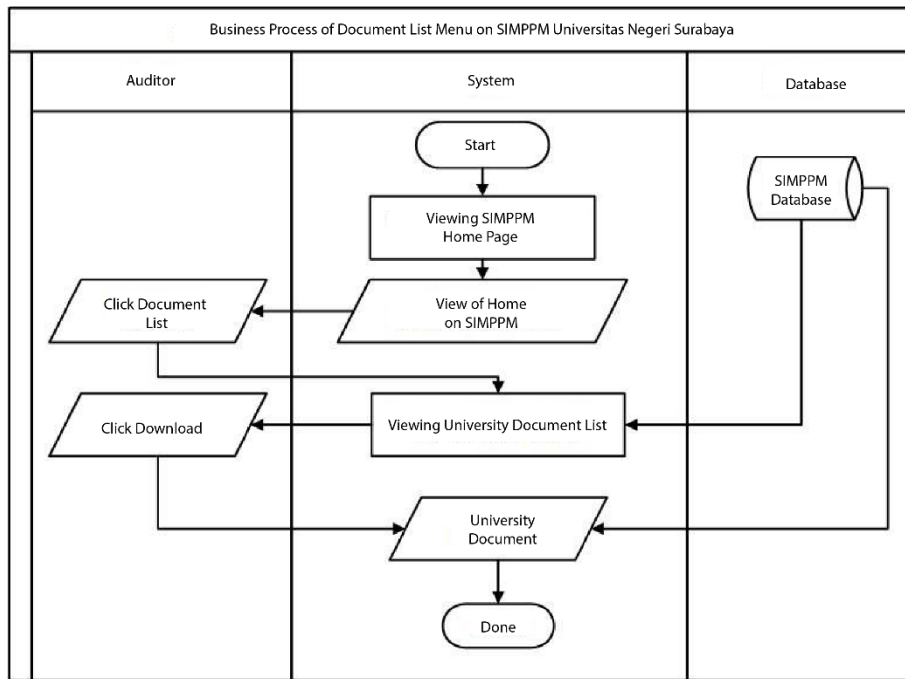 Business Process of Document List Menu on SIMPPM Universitas Negeri Surabaya
Auditor
System
Database
Start
SIMPPM
Database
Viewing SIMPPM
Home Page
Click Document
List
View of Home
on SIMPPM
Click Download
Viewing University Document List
University
Document
Done